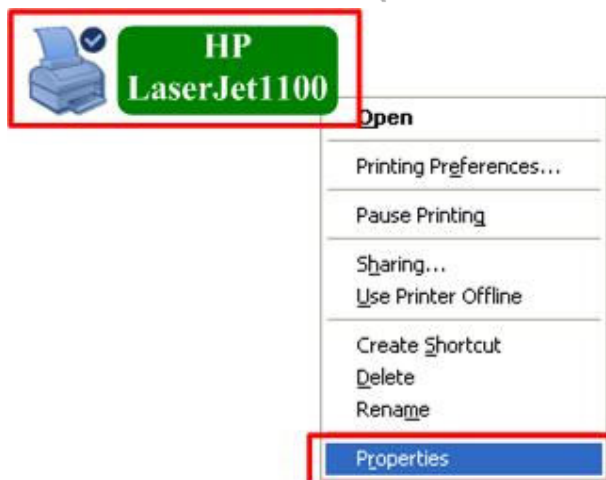 HP
LaserJet1100
Open
Printing Preferences...
Pause Printing
Sharing...
Use Printer Offline
Create Shortcut
Delete
Rename
Properties